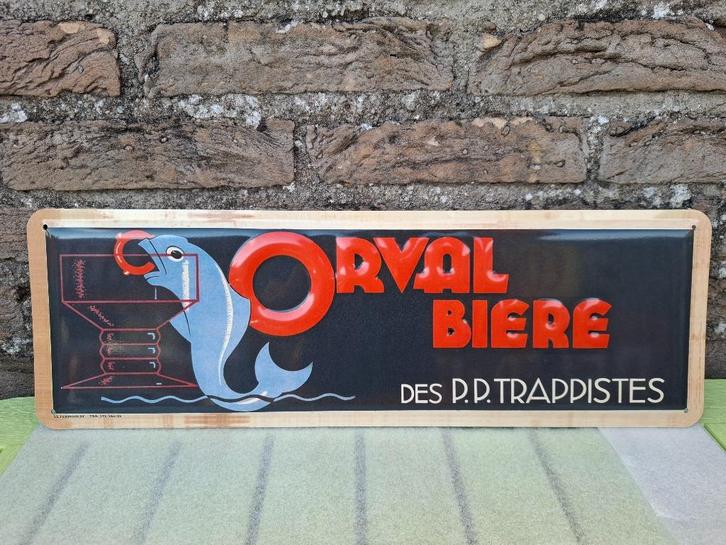 ORVAL
BIERE
DES P.P. TRAPPISTES